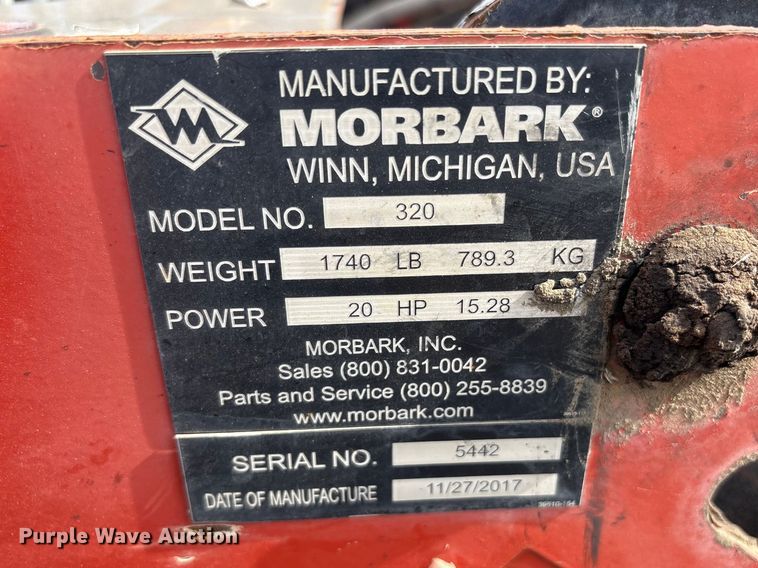 MANUFACTURED BY:
MORBARK®
WINN, MICHIGAN, USA
MODEL NO. 320
WEIGHT 1740 LB 789.3 KG
POWER 20 HP 15.28
MORBARK, INC.
Sales (800) 831-0042
Parts and Service (800) 255-8839
www.morbark.com
SERIAL NO. 5442
DATE OF MANUFACTURE 11/27/2017
Purple Wave Auction